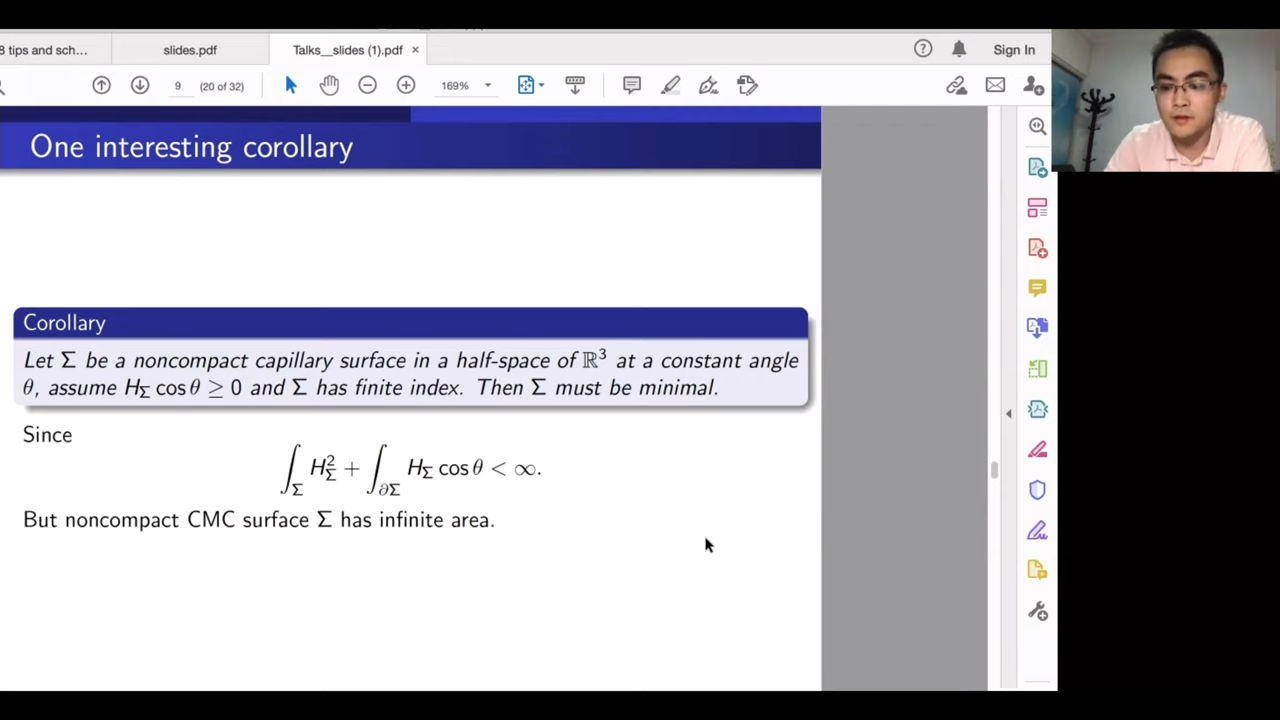 8 tips and sch...
slides.pdf
Talks__slides (1).pdf ×
Sign In
9 (20 of 32)
169%
One interesting corollary
Corollary
Let Σ be a noncompact capillary surface in a half-space of ℝ³ at a constant angle
θ, assume H_Σ cos θ ≥ 0 and Σ has finite index. Then Σ must be minimal.
Since
∫_Σ H_Σ² + ∫_∂Σ H_Σ cos θ < ∞.
But noncompact CMC surface Σ has infinite area.